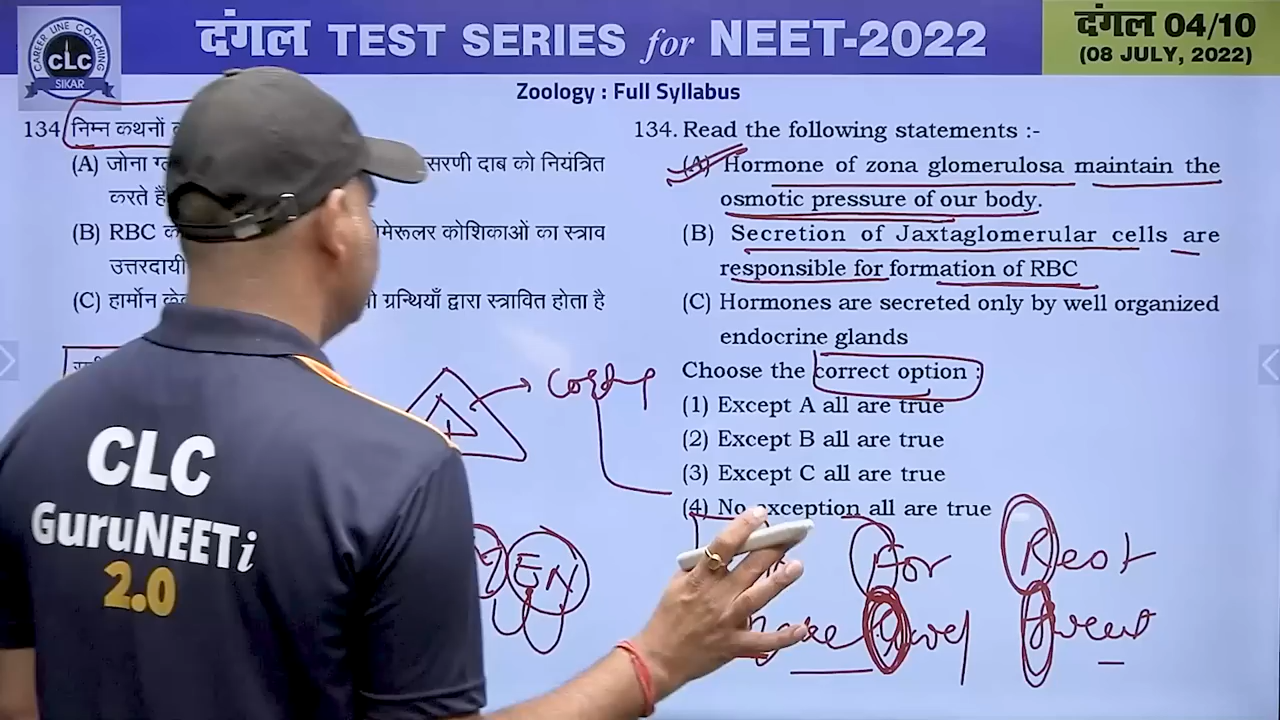 CAREER LINE COACHING
CLC
SIKAR
दंगल TEST SERIES for NEET-2022
दंगल 04/10
(08 JULY, 2022)
Zoology : Full Syllabus
134 निम्न कथनों
(A) जोना
सरणी दाब को नियंत्रित
करते हैं
(B) RBC
मेरूलर कोशिकाओं का स्त्राव
उत्तरदायी
(C) हार्मोन
ग्रन्थियाँ द्वारा स्त्रावित होता है
134. Read the following statements :-
(A) Hormone of zona glomerulosa maintain the
osmotic pressure of our body.
(B) Secretion of Jaxtaglomerular cells are
responsible for formation of RBC
(C) Hormones are secreted only by well organized
endocrine glands
Choose the correct option :
(1) Except A all are true
(2) Except B all are true
(3) Except C all are true
(4) No exception all are true
For
Rest
EN
Sweet
CLC
GuruNEETi
2.0